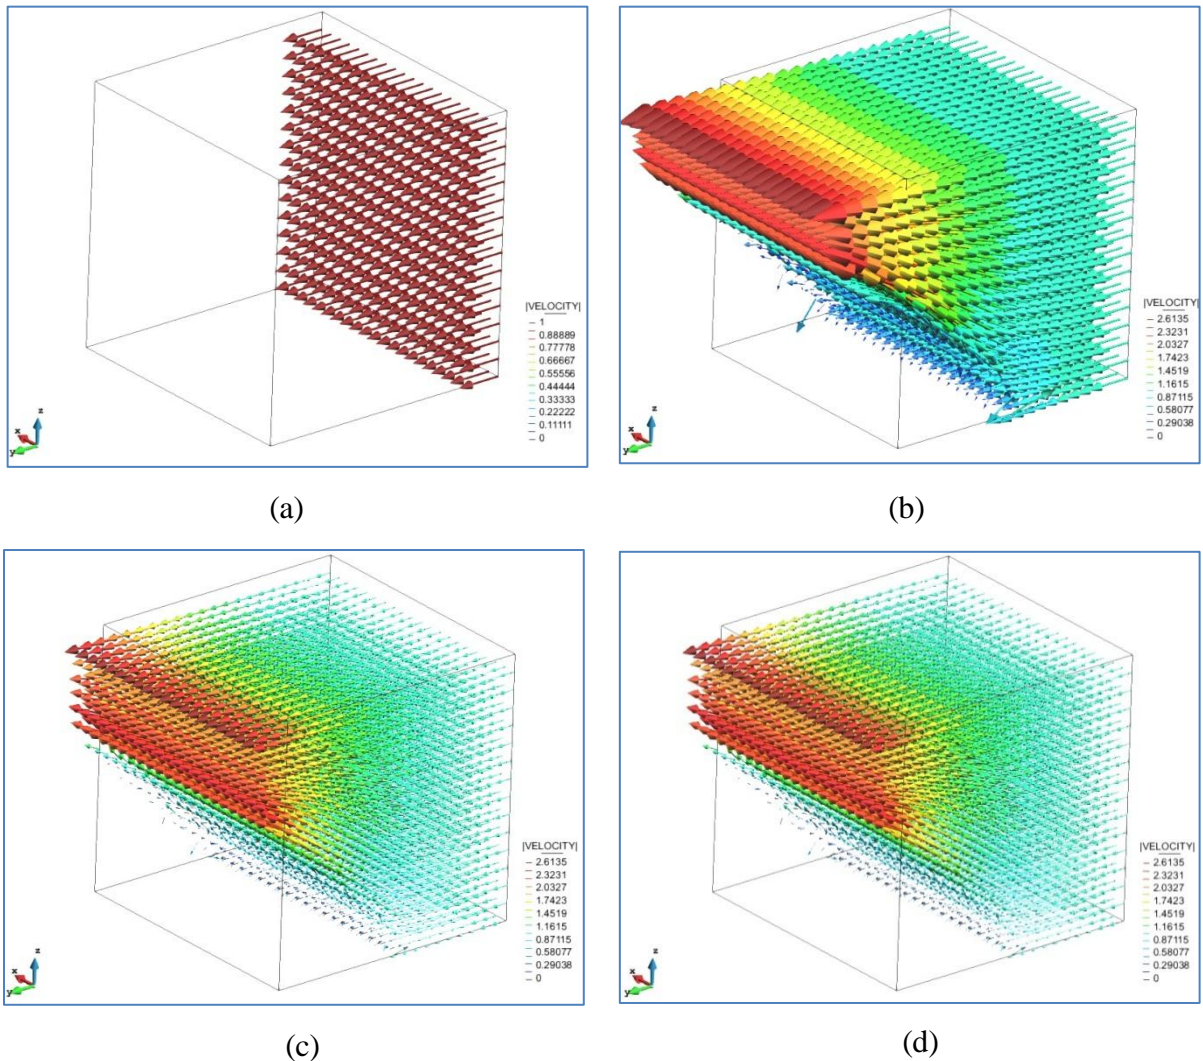 |VELOCITY|
1
0.88889
0.77778
0.66667
0.55556
0.44444
0.33333
0.22222
0.11111
0
z
x
y
(a)
|VELOCITY|
2.6135
2.3231
2.0327
1.7423
1.4519
1.1615
0.87115
0.58077
0.29038
0
z
x
y
(b)
|VELOCITY|
2.6135
2.3231
2.0327
1.7423
1.4519
1.1615
0.87115
0.58077
0.29038
0
z
x
y
(c)
|VELOCITY|
2.6135
2.3231
2.0327
1.7423
1.4519
1.1615
0.87115
0.58077
0.29038
0
z
x
y
(d)